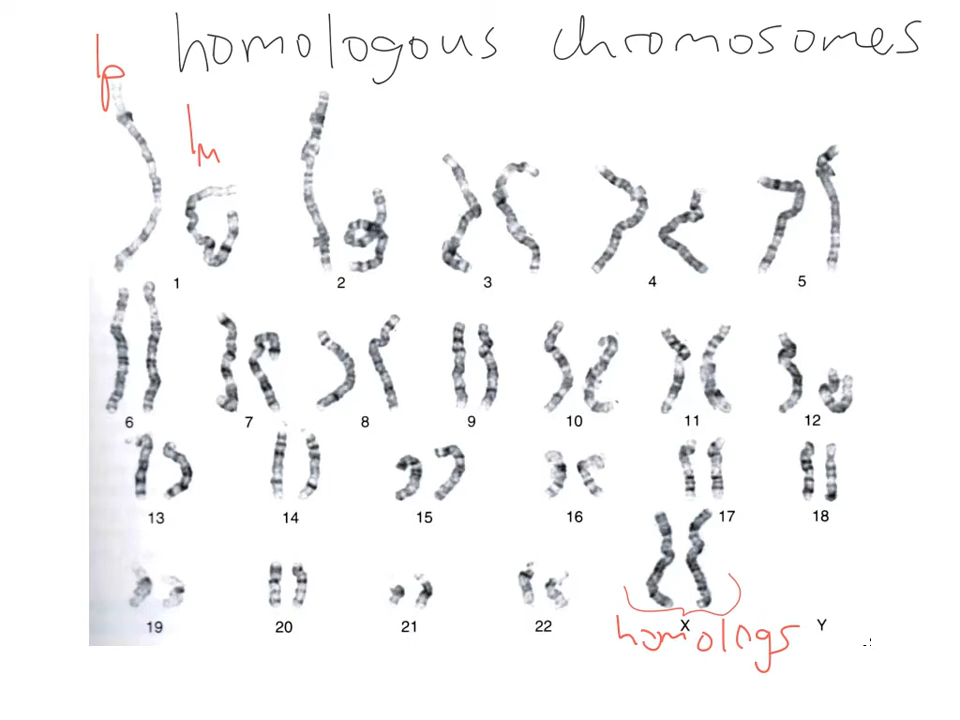 homologous chromosomes
1p
1M
1 2 3 4 5
6 7 8 9 10 11 12
13 14 15 16 17 18
19 20 21 22 X Y
homologs